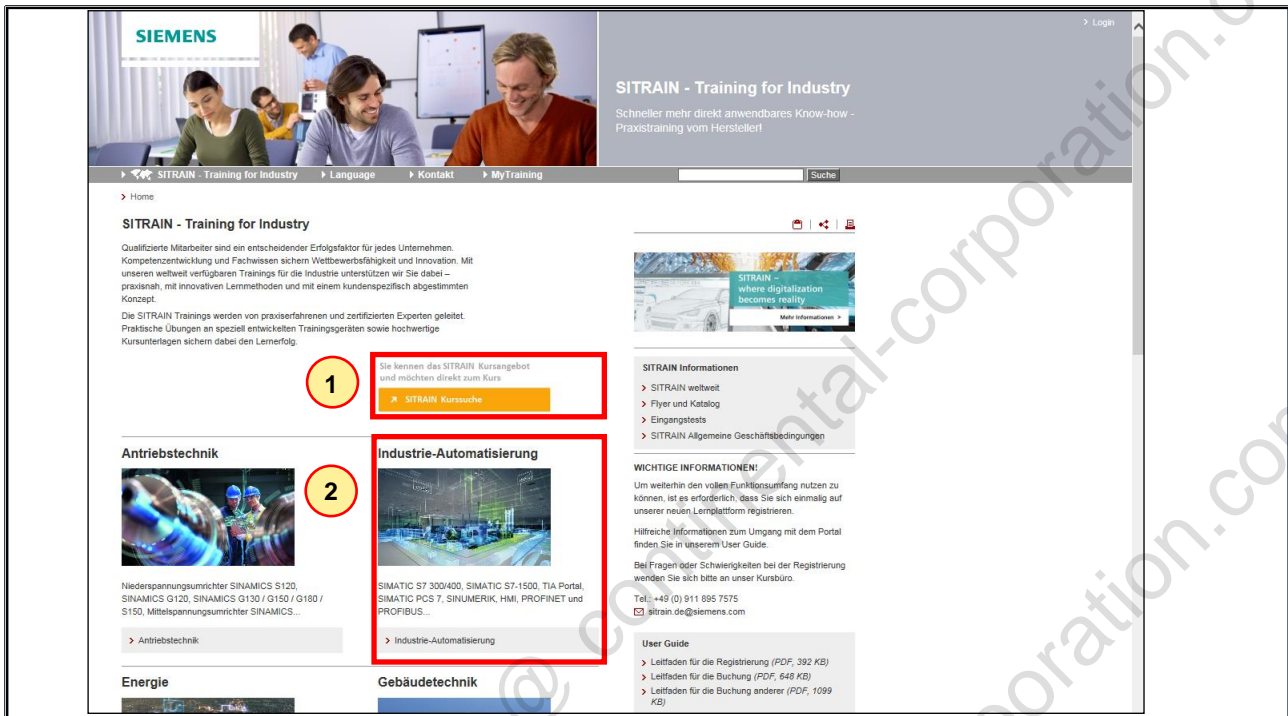 SIEMENS
> Login
SITRAIN - Training for Industry
Schneller mehr direkt anwendbares Know-how -
Praxistraining vom Hersteller!
SITRAIN - Training for Industry
Language
Kontakt
MyTraining
Suche
> Home
SITRAIN - Training for Industry
Qualifizierte Mitarbeiter sind ein entscheidender Erfolgsfaktor für jedes Unternehmen.
Kompetenzentwicklung und Fachwissen sichern Wettbewerbsfähigkeit und Innovation. Mit
unseren weltweit verfügbaren Trainings für die Industrie unterstützen wir Sie dabei –
praxisnah, mit innovativen Lernmethoden und mit einem kundenspezifisch abgestimmten
Konzept.
Die SITRAIN Trainings werden von praxiserfahrenen und zertifizierten Experten geleitet.
Praktische Übungen an speziell entwickelten Trainingsgeräten sowie hochwertige
Kursunterlagen sichern dabei den Lernerfolg.
1
Sie kennen das SITRAIN Kursangebot
und möchten direkt zum Kurs
SITRAIN Kurssuche
Antriebstechnik
Niederspannungsumrichter SINAMICS S120,
SINAMICS G120, SINAMICS G130 / G150 / G180 /
S150, Mittelspannungsumrichter SINAMICS...
> Antriebstechnik
2
Industrie-Automatisierung
SIMATIC S7 300/400, SIMATIC S7-1500, TIA Portal,
SIMATIC PCS 7, SINUMERIK, HMI, PROFINET und
PROFIBUS...
> Industrie-Automatisierung
Energie
Gebäudetechnik
SITRAIN –
where digitalization
becomes reality
Mehr Informationen >
SITRAIN Informationen
> SITRAIN weltweit
> Flyer und Katalog
> Eingangstests
> SITRAIN Allgemeine Geschäftsbedingungen
WICHTIGE INFORMATIONEN!
Um weiterhin den vollen Funktionsumfang nutzen zu
können, ist es erforderlich, dass Sie sich einmalig auf
unserer neuen Lernplattform registrieren.
Hilfreiche Informationen zum Umgang mit dem Portal
finden Sie in unserem User Guide.
Bei Fragen oder Schwierigkeiten bei der Registrierung
wenden Sie sich bitte an unser Kursbüro.
Tel.: +49 (0) 911 895 7575
sitrain.de@siemens.com
User Guide
> Leitfaden für die Registrierung (PDF, 392 KB)
> Leitfaden für die Buchung (PDF, 648 KB)
> Leitfaden für die Buchung anderer (PDF, 1099
KB)
@ continental-corporation.co
oration.con